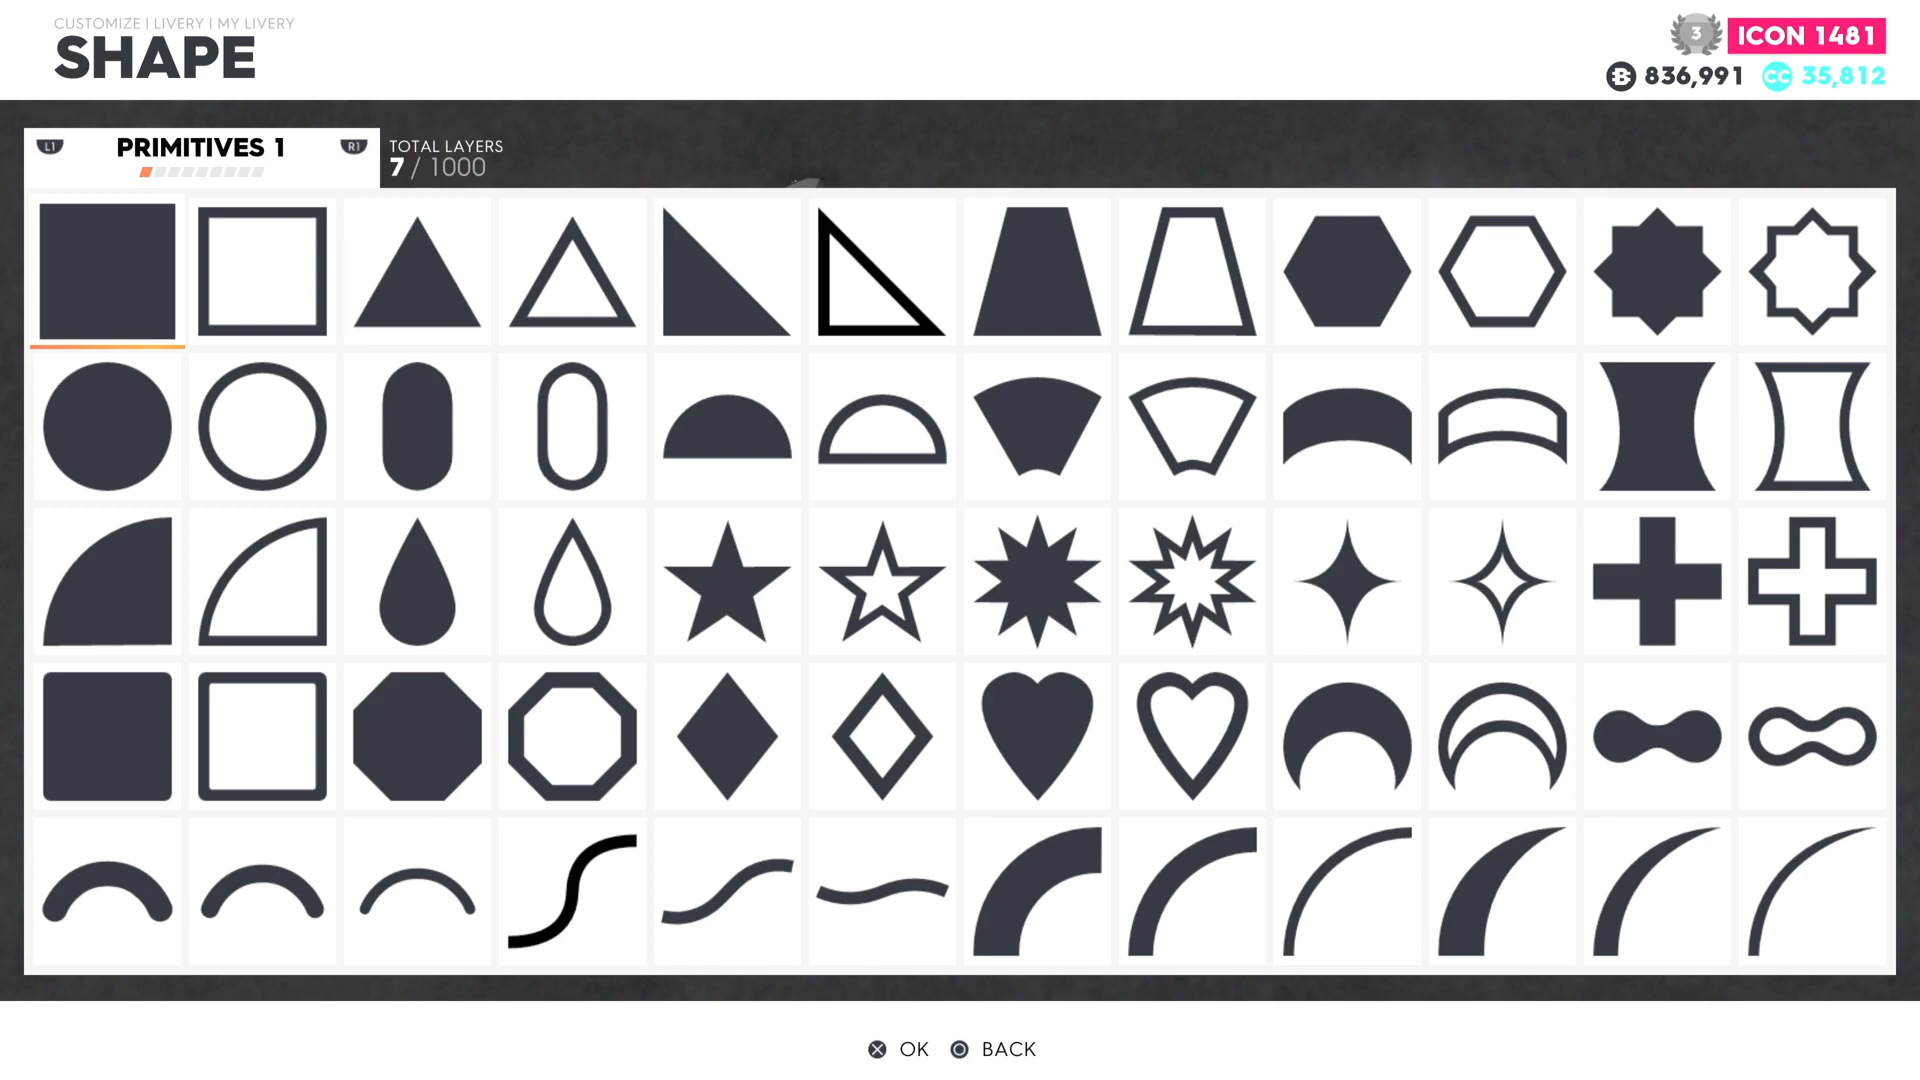 CUSTOMIZE | LIVERY | MY LIVERY
SHAPE
3
ICON 1481
836,991
CC 35,812
L1
PRIMITIVES 1
R1
TOTAL LAYERS
7 / 1000
OK
BACK